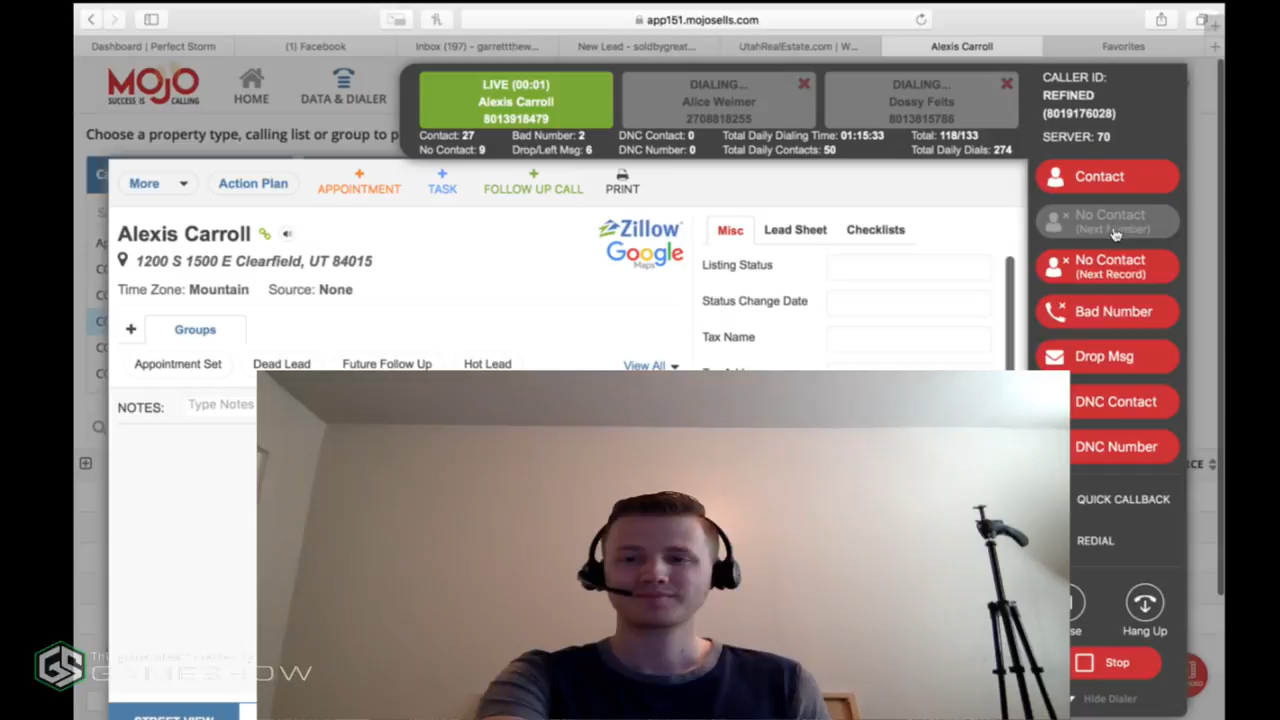 app151.mojosells.com
Dashboard | Perfect Storm
(1) Facebook
Inbox (197) - garrettthew...
New Lead - soldbygreat...
UtahRealEstate.com | W...
Alexis Carroll
Favorites
MOJO
SUCCESS IS CALLING
HOME
DATA & DIALER
LIVE (00:01)
Alexis Carroll
8013918479
DIALING...
Alice Weimer
2708818255
DIALING...
Dossy Felts
8013815786
Contact: 27
Bad Number: 2
DNC Contact: 0
Total Daily Dialing Time: 01:15:33
Total: 118/133
No Contact: 9
Drop/Left Msg: 6
DNC Number: 0
Total Daily Contacts: 50
Total Daily Dials: 274
CALLER ID:
REFINED
(8019176028)
SERVER: 70
Choose a property type, calling list or group to p
More
Action Plan
APPOINTMENT
TASK
FOLLOW UP CALL
PRINT
Alexis Carroll
1200 S 1500 E Clearfield, UT 84015
Time Zone: Mountain
Source: None
Zillow
Google
Maps
Misc
Lead Sheet
Checklists
Listing Status
Status Change Date
Tax Name
Groups
Appointment Set
Dead Lead
Future Follow Up
Hot Lead
View All
NOTES:
Type Notes
Contact
No Contact
(Next Number)
No Contact
(Next Record)
Bad Number
Drop Msg
DNC Contact
DNC Number
QUICK CALLBACK
REDIAL
se
Hang Up
Stop
Hide Dialer
GS
GAMESHOW
STREET VIEW